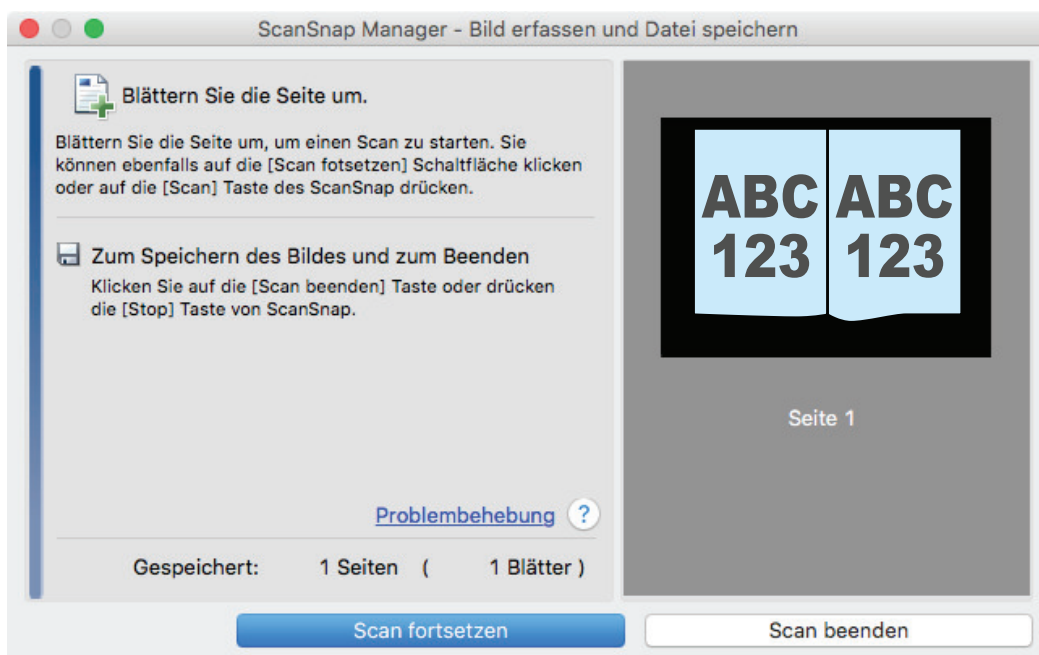 ScanSnap Manager - Bild erfassen und Datei speichern
Blättern Sie die Seite um.
Blättern Sie die Seite um, um einen Scan zu starten. Sie
können ebenfalls auf die [Scan fotsetzen] Schaltfläche klicken
oder auf die [Scan] Taste des ScanSnap drücken.
Zum Speichern des Bildes und zum Beenden
Klicken Sie auf die [Scan beenden] Taste oder drücken
die [Stop] Taste von ScanSnap.
Problembehebung ?
Gespeichert: 1 Seiten ( 1 Blätter )
ABC ABC
123 123
Seite 1
Scan fortsetzen
Scan beenden